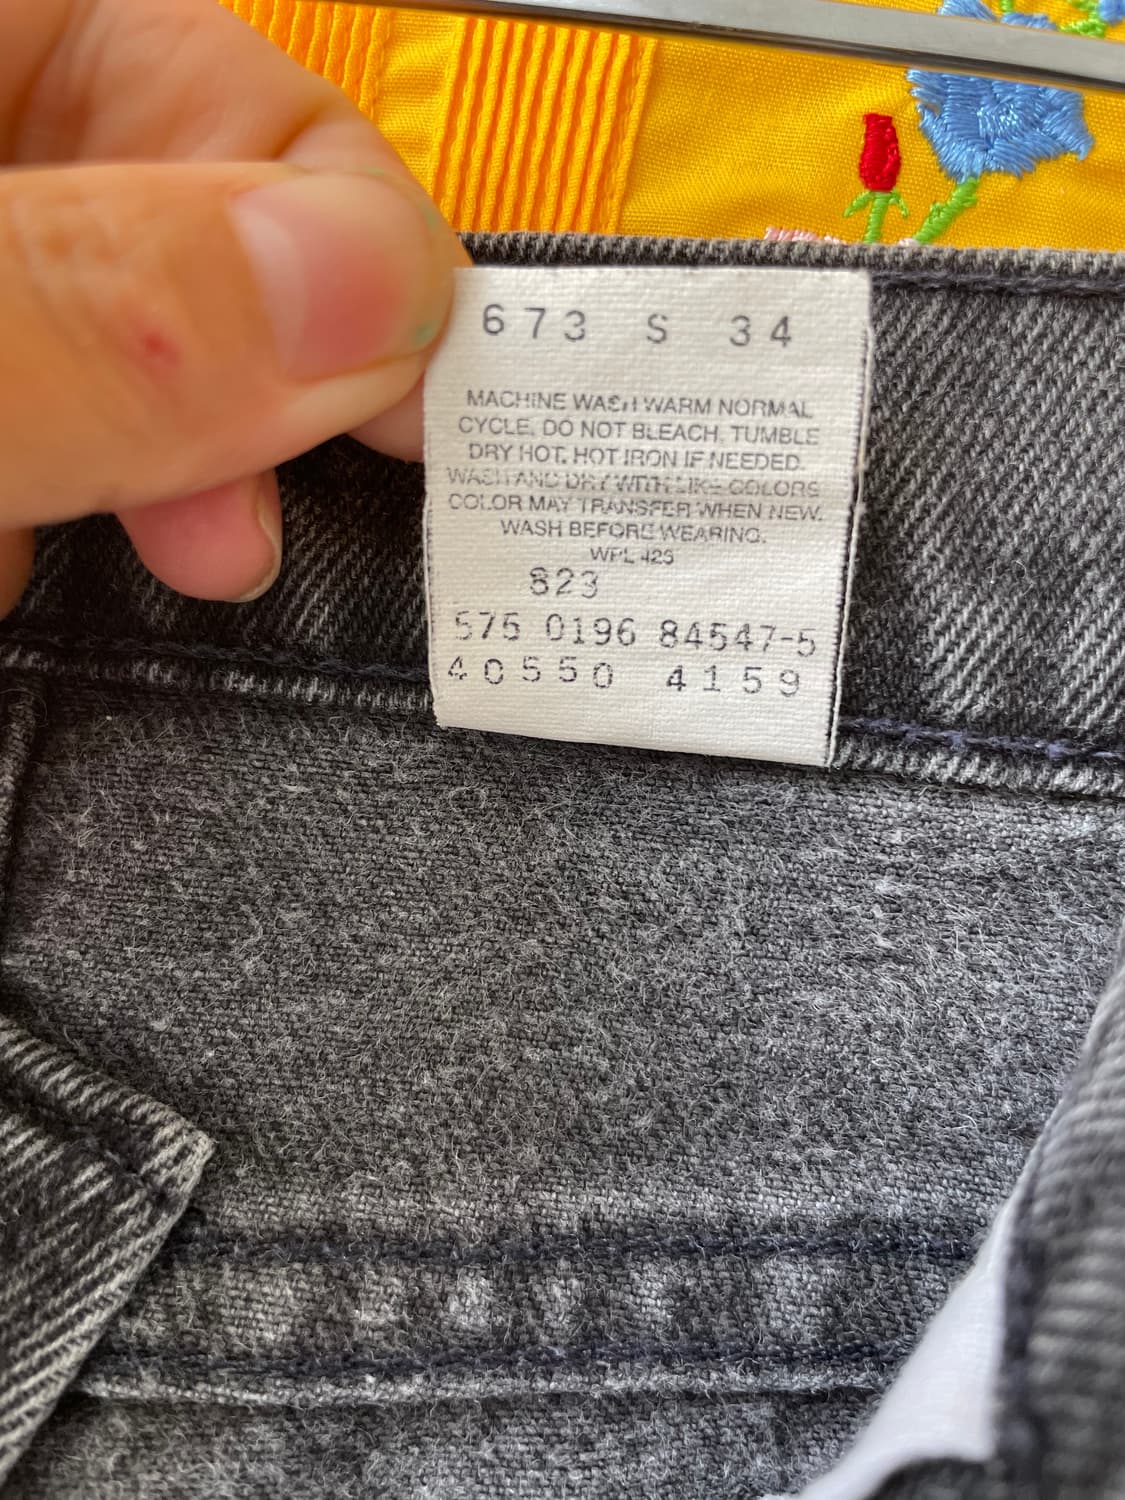 673 S 34
MACHINE WASH WARM NORMAL
CYCLE. DO NOT BLEACH. TUMBLE
DRY HOT. HOT IRON IF NEEDED.
WASH AND DRY WITH LIKE COLORS
COLOR MAY TRANSFER WHEN NEW.
WASH BEFORE WEARING.
WPL 423
823
575 0196 84547-5
40550 4159